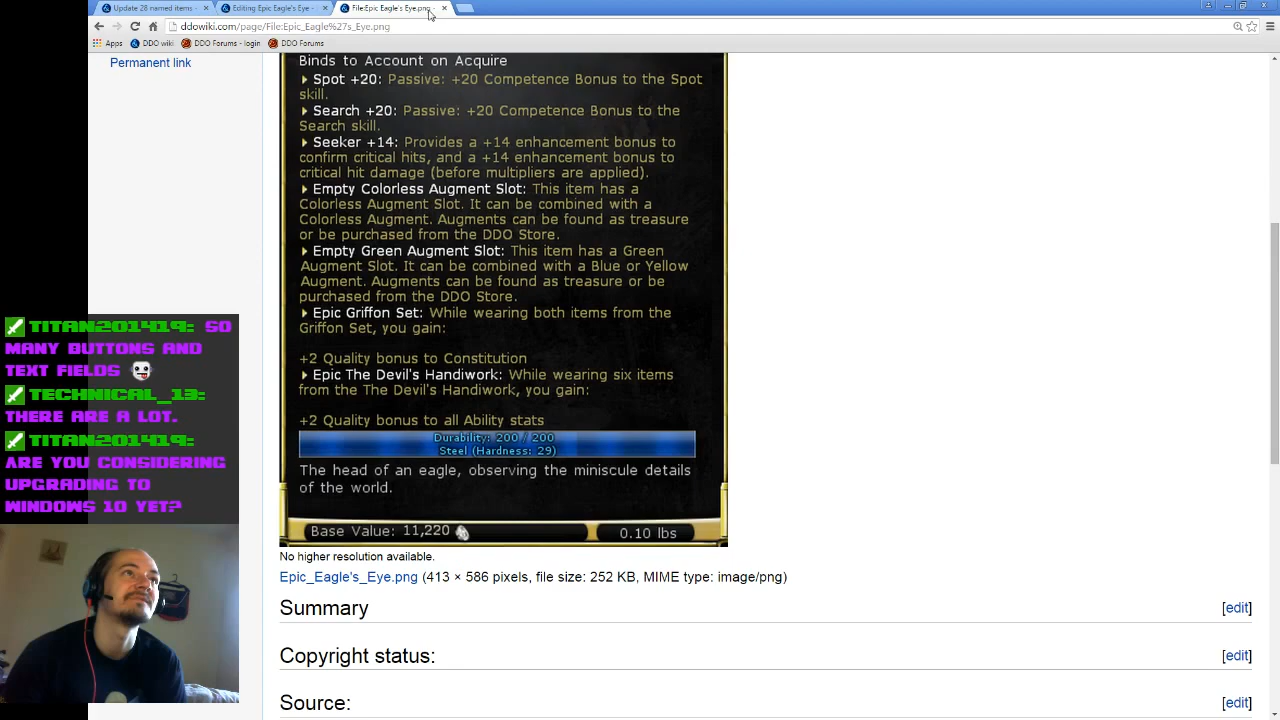 Update 28 named items -
Editing Epic Eagle's Eye -
File:Epic Eagle's Eye.png -
ddowiki.com/page/File:Epic_Eagle%27s_Eye.png
Apps
DDO wiki
DDO Forums - login
DDO Forums
Permanent link
Binds to Account on Acquire
Spot +20: Passive: +20 Competence Bonus to the Spot
skill.
Search +20: Passive: +20 Competence Bonus to the
Search skill.
Seeker +14: Provides a +14 enhancement bonus to
confirm critical hits, and a +14 enhancement bonus to
critical hit damage (before multipliers are applied).
Empty Colorless Augment Slot: This item has a
Colorless Augment Slot. It can be combined with a
Colorless Augment. Augments can be found as treasure
or be purchased from the DDO Store.
Empty Green Augment Slot: This item has a Green
Augment Slot. It can be combined with a Blue or Yellow
Augment. Augments can be found as treasure or be
purchased from the DDO Store.
Epic Griffon Set: While wearing both items from the
Griffon Set, you gain:
+2 Quality bonus to Constitution
Epic The Devil's Handiwork: While wearing six items
from the The Devil's Handiwork, you gain:
+2 Quality bonus to all Ability stats
Durability: 200 / 200
Steel (Hardness: 29)
The head of an eagle, observing the miniscule details
of the world.
Base Value: 11,220
0.10 lbs
No higher resolution available.
Epic_Eagle's_Eye.png (413 × 586 pixels, file size: 252 KB, MIME type: image/png)
Summary
[edit]
Copyright status:
[edit]
Source:
[edit]
TITAN201419: SO
MANY BUTTONS AND
TEXT FIELDS
TECHNICAL_13:
THERE ARE A LOT.
TITAN201419:
ARE YOU CONSIDERING
UPGRADING TO
WINDOWS 10 YET?